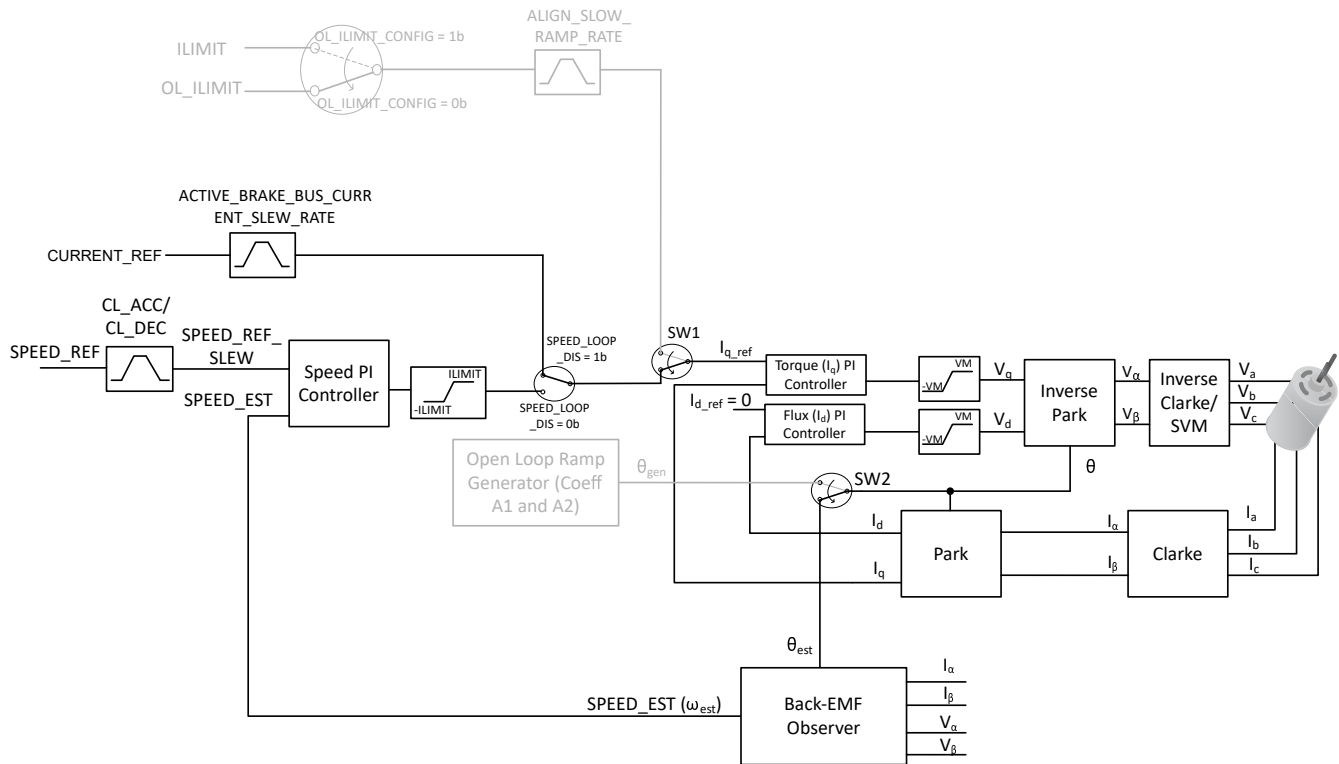 ALIGN_SLOW_
RAMP_RATE
OL_ILIMIT_CONFIG = 1b
ILIMIT
OL_ILIMIT
OL_ILIMIT_CONFIG = 0b
ACTIVE_BRAKE_BUS_CURR
ENT_SLEW_RATE
CURRENT_REF
CL_ACC/
CL_DEC
SPEED_REF
SPEED_REF_
SLEW
SPEED_EST
Speed PI
Controller
ILIMIT
-ILIMIT
SPEED_LOOP
_DIS = 1b
SPEED_LOOP
_DIS = 0b
SW1
Iq_ref
Torque (Iq) PI
Controller
Id_ref = 0
Flux (Id) PI
Controller
VM
-VM
Vq
VM
-VM
Vd
Inverse
Park
Vα
Vβ
Inverse
Clarke/
SVM
Va
Vb
Vc
Open Loop Ramp
Generator (Coeff
A1 and A2)
θgen
SW2
θ
Id
Iq
Park
Iα
Iβ
Clarke
Ia
Ib
Ic
θest
SPEED_EST (ωest)
Back-EMF
Observer
Iα
Iβ
Vα
Vβ